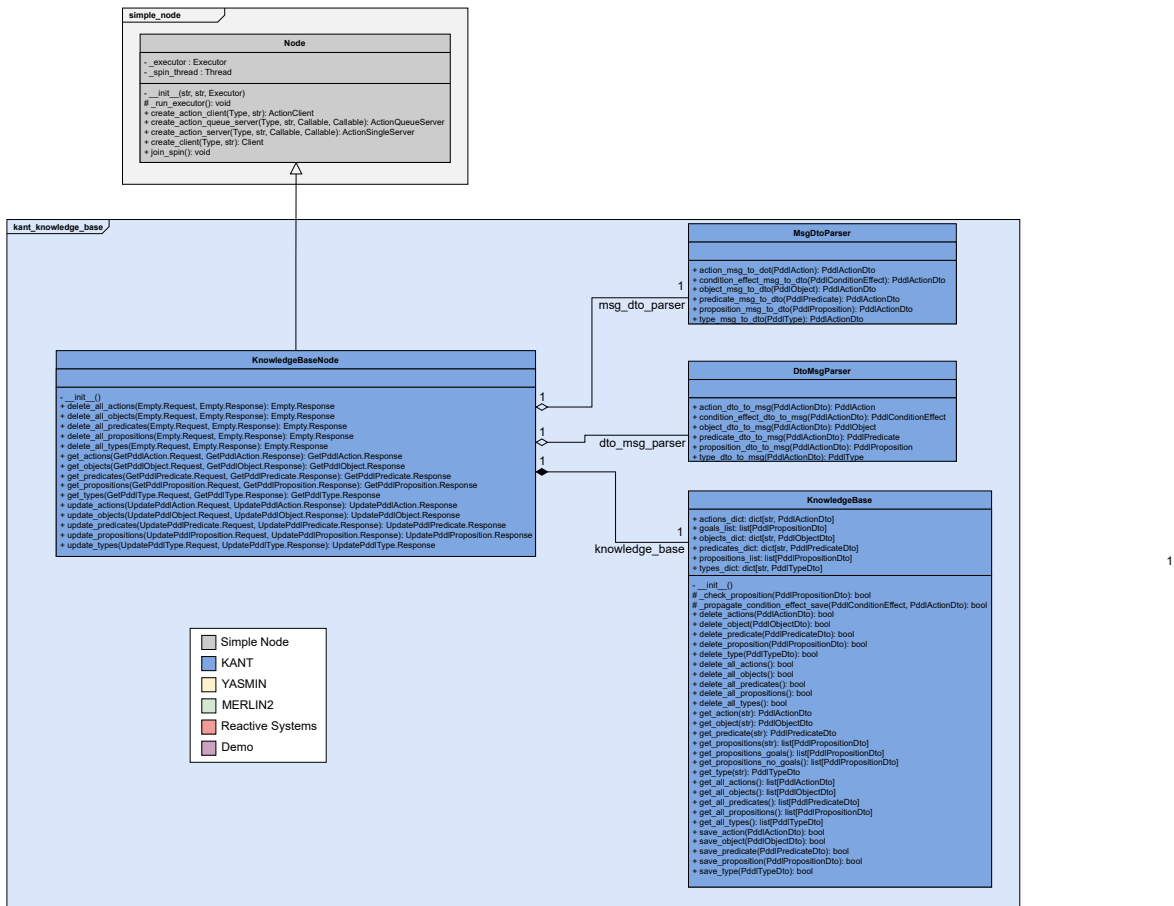 simple_node
Node
- _executor : Executor
- _spin_thread : Thread
- __init__(str, str, Executor)
# _run_executor(): void
+ create_action_client(Type, str): ActionClient
+ create_action_queue_server(Type, str, Callable, Callable): ActionQueueServer
+ create_action_server(Type, str, Callable, Callable): ActionSingleServer
+ create_client(Type, str): Client
+ join_spin(): void
kant_knowledge_base
MsgDtoParser
+ action_msg_to_dot(PddlAction): PddlActionDto
+ condition_effect_msg_to_dto(PddlConditionEffect): PddlActionDto
+ object_msg_to_dto(PddlObject): PddlActionDto
+ predicate_msg_to_dto(PddlPredicate): PddlActionDto
+ proposition_msg_to_dto(PddlProposition): PddlActionDto
+ type_msg_to_dto(PddlType): PddlActionDto
1
msg_dto_parser
KnowledgeBaseNode
- __init__()
+ delete_all_actions(Empty.Request, Empty.Response): Empty.Response
+ delete_all_objects(Empty.Request, Empty.Response): Empty.Response
+ delete_all_predicates(Empty.Request, Empty.Response): Empty.Response
+ delete_all_propositions(Empty.Request, Empty.Response): Empty.Response
+ delete_all_types(Empty.Request, Empty.Response): Empty.Response
+ get_actions(GetPddlAction.Request, GetPddlAction.Response): GetPddlAction.Response
+ get_objects(GetPddlObject.Request, GetPddlObject.Response): GetPddlObject.Response
+ get_predicates(GetPddlPredicate.Request, GetPddlPredicate.Response): GetPddlPredicate.Response
+ get_propositions(GetPddlProposition.Request, GetPddlProposition.Response): GetPddlProposition.Response
+ get_types(GetPddlType.Request, GetPddlType.Response): GetPddlType.Response
+ update_actions(UpdatePddlAction.Request, UpdatePddlAction.Response): UpdatePddlAction.Response
+ update_objects(UpdatePddlObject.Request, UpdatePddlObject.Response): UpdatePddlObject.Response
+ update_predicates(UpdatePddlPredicate.Request, UpdatePddlPredicate.Response): UpdatePddlPredicate.Response
+ update_propositions(UpdatePddlProposition.Request, UpdatePddlProposition.Response): UpdatePddlProposition.Response
+ update_types(UpdatePddlType.Request, UpdatePddlType.Response): UpdatePddlType.Response
1
1
1
DtoMsgParser
+ action_dto_to_msg(PddlActionDto): PddlAction
+ condition_effect_dto_to_msg(PddlActionDto): PddlConditionEffect
+ object_dto_to_msg(PddlActionDto): PddlObject
+ predicate_dto_to_msg(PddlActionDto): PddlPredicate
+ proposition_dto_to_msg(PddlActionDto): PddlProposition
+ type_dto_to_msg(PddlActionDto): PddlType
dto_msg_parser
1
knowledge_base
KnowledgeBase
+ actions_dict: dict[str, PddlActionDto]
+ goals_list: list[PddlPropositionDto]
+ objects_dict: dict[str, PddlObjectDto]
+ predicates_dict: dict[str, PddlPredicateDto]
+ propositions_list: list[PddlPropositionDto]
+ types_dict: dict[str, PddlTypeDto]
- __init__()
# _check_proposition(PddlPropositionDto): bool
# _propagate_condition_effect_save(PddlConditionEffect, PddlActionDto): bool
+ delete_actions(PddlActionDto): bool
+ delete_object(PddlObjectDto): bool
+ delete_predicate(PddlPredicateDto): bool
+ delete_proposition(PddlPropositionDto): bool
+ delete_type(PddlTypeDto): bool
+ delete_all_actions(): bool
+ delete_all_objects(): bool
+ delete_all_predicates(): bool
+ delete_all_propositions(): bool
+ delete_all_types(): bool
+ get_action(str): PddlActionDto
+ get_object(str): PddlObjectDto
+ get_predicate(str): PddlPredicateDto
+ get_propositions(str): list[PddlPropositionDto]
+ get_propositions_goals(): list[PddlPropositionDto]
+ get_propositions_no_goals(): list[PddlPropositionDto]
+ get_type(str): PddlTypeDto
+ get_all_actions(): list[PddlActionDto]
+ get_all_objects(): list[PddlObjectDto]
+ get_all_predicates(): list[PddlPredicateDto]
+ get_all_propositions(): list[PddlPropositionDto]
+ get_all_types(): list[PddlTypeDto]
+ save_action(PddlActionDto): bool
+ save_object(PddlObjectDto): bool
+ save_predicate(PddlPredicateDto): bool
+ save_proposition(PddlPropositionDto): bool
+ save_type(PddlTypeDto): bool
1
Simple Node
KANT
YASMIN
MERLIN2
Reactive Systems
Demo